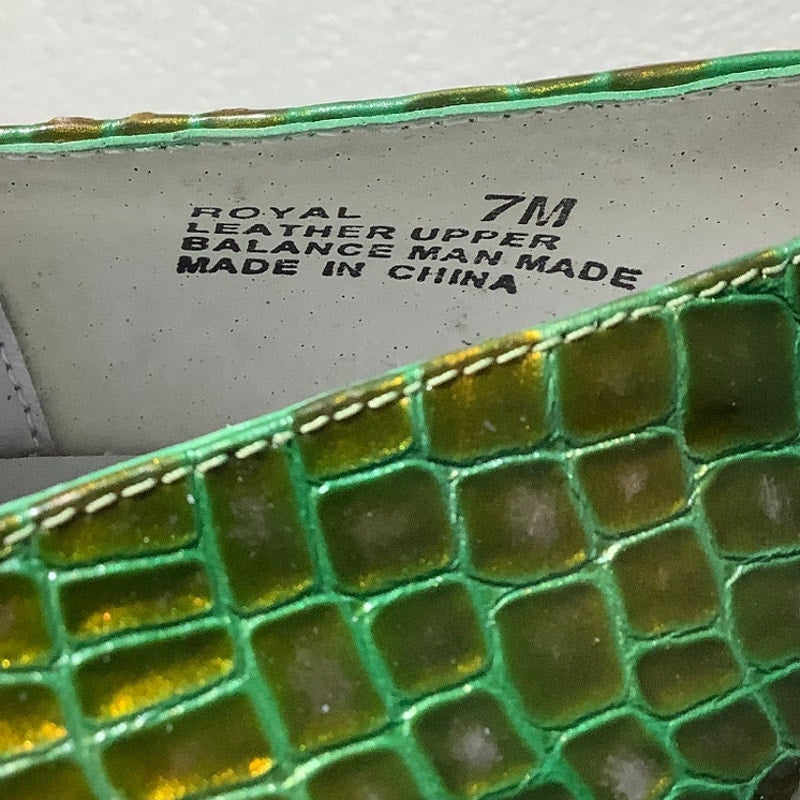 ROYAL 7M
LEATHER UPPER
BALANCE MAN MADE
MADE IN CHINA